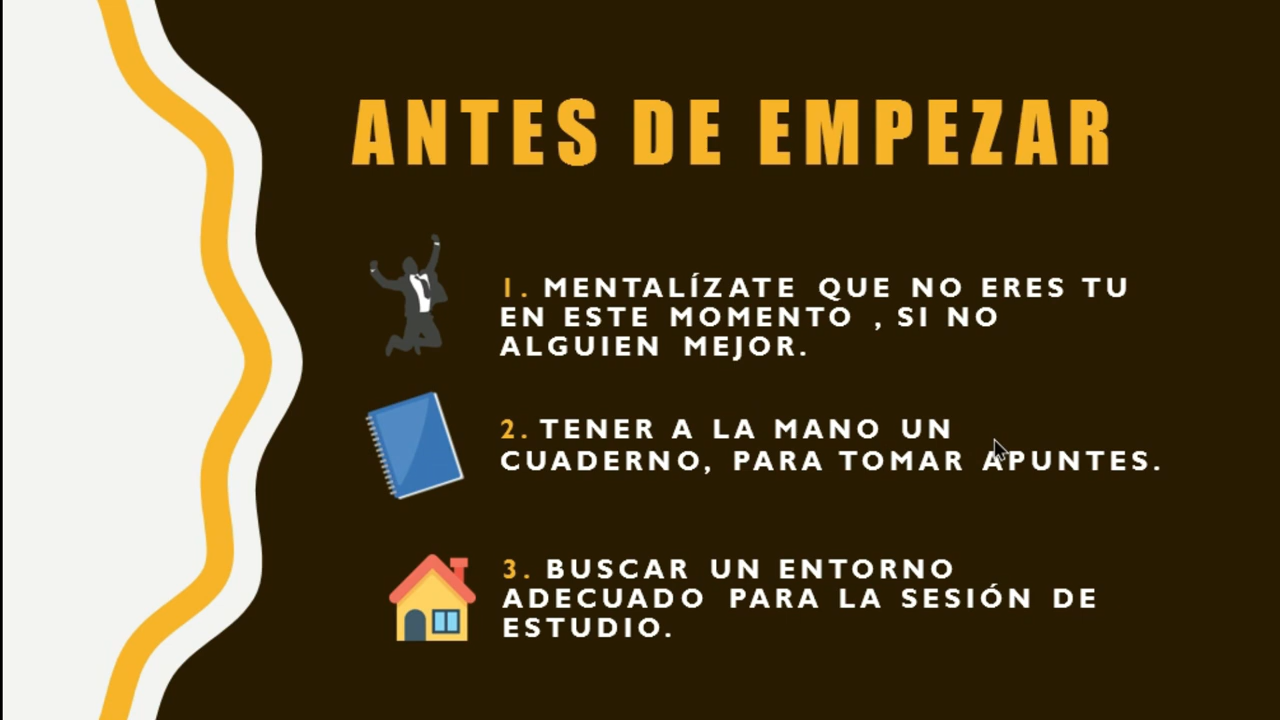 ANTES DE EMPEZAR
1. MENTALÍZATE QUE NO ERES TU
EN ESTE MOMENTO , SI NO
ALGUIEN MEJOR.
2. TENER A LA MANO UN
CUADERNO, PARA TOMAR APUNTES.
3. BUSCAR UN ENTORNO
ADECUADO PARA LA SESIÓN DE
ESTUDIO.